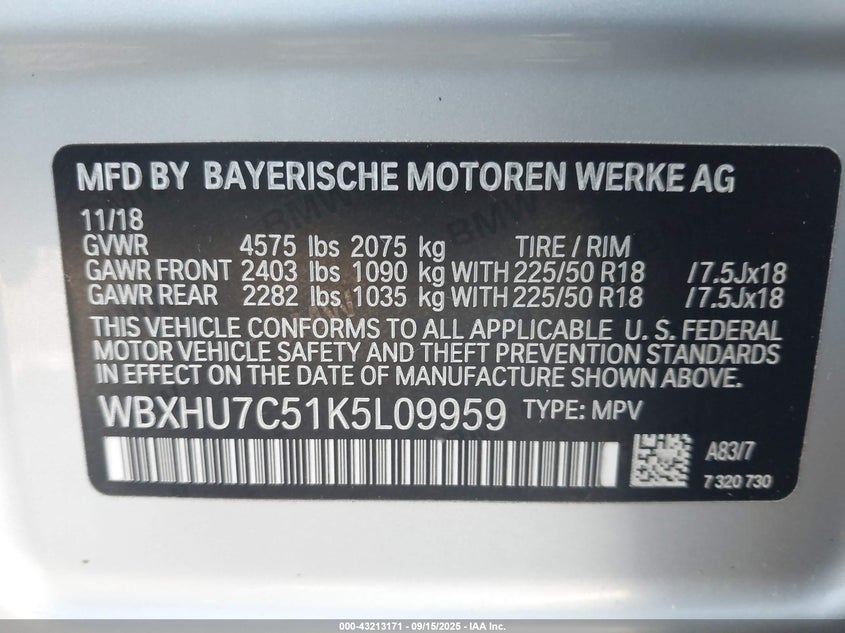 MFD BY BAYERISCHE MOTOREN WERKE AG
11/18
GVWR 4575 lbs 2075 kg TIRE / RIM
GAWR FRONT 2403 lbs 1090 kg WITH 225/50 R18 / 7.5Jx18
GAWR REAR 2282 lbs 1035 kg WITH 225/50 R18 / 7.5Jx18
THIS VEHICLE CONFORMS TO ALL APPLICABLE U. S. FEDERAL
MOTOR VEHICLE SAFETY AND THEFT PREVENTION STANDARDS
IN EFFECT ON THE DATE OF MANUFACTURE SHOWN ABOVE.
WBXHU7C51K5L09959 TYPE: MPV
A83/7
7 320 730
000-43213171 - 09/15/2025 - IAA Inc.